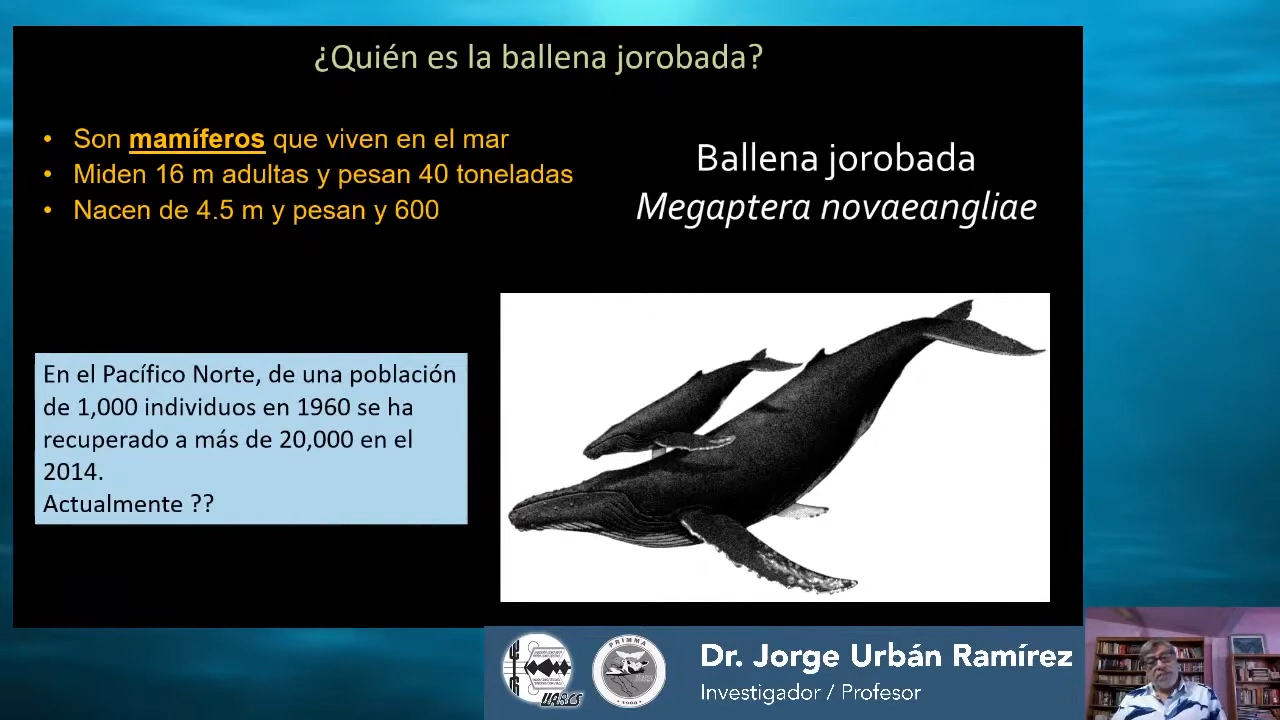 ¿Quién es la ballena jorobada?
• Son mamíferos que viven en el mar
• Miden 16 m adultas y pesan 40 toneladas
• Nacen de 4.5 m y pesan y 600
Ballena jorobada
Megaptera novaeangliae
En el Pacífico Norte, de una población
de 1,000 individuos en 1960 se ha
recuperado a más de 20,000 en el
2014.
Actualmente ??
UABCS
PRIMMA
Dr. Jorge Urbán Ramírez
Investigador / Profesor